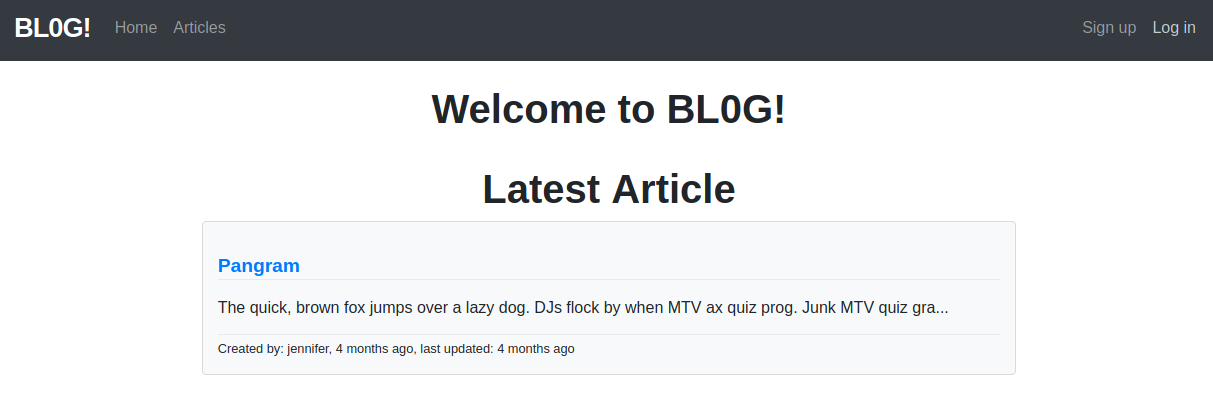 BL0G! Home Articles Sign up Log in
Welcome to BL0G!
Latest Article
Pangram
The quick, brown fox jumps over a lazy dog. DJs flock by when MTV ax quiz prog. Junk MTV quiz gra...
Created by: jennifer, 4 months ago, last updated: 4 months ago